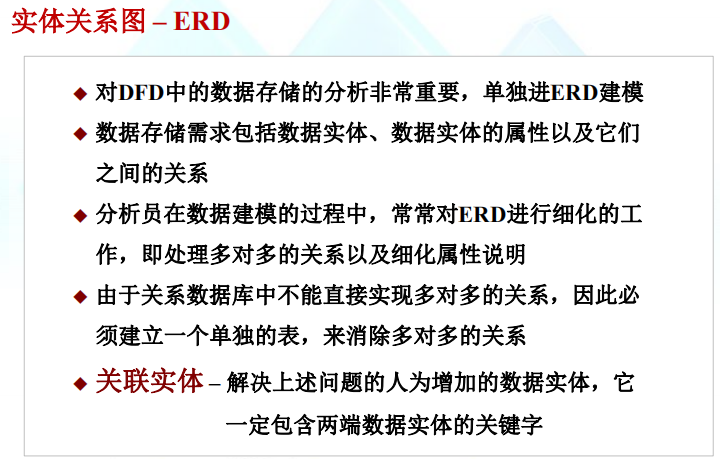 实体关系图 – ERD
◆ 对DFD中的数据存储的分析非常重要，单独进ERD建模
◆ 数据存储需求包括数据实体、数据实体的属性以及它们
之间的关系
◆ 分析员在数据建模的过程中，常常对ERD进行细化的工
作，即处理多对多的关系以及细化属性说明
◆ 由于关系数据库中不能直接实现多对多的关系，因此必
须建立一个单独的表，来消除多对多的关系
◆ 关联实体 – 解决上述问题的人为增加的数据实体，它
一定包含两端数据实体的关键字